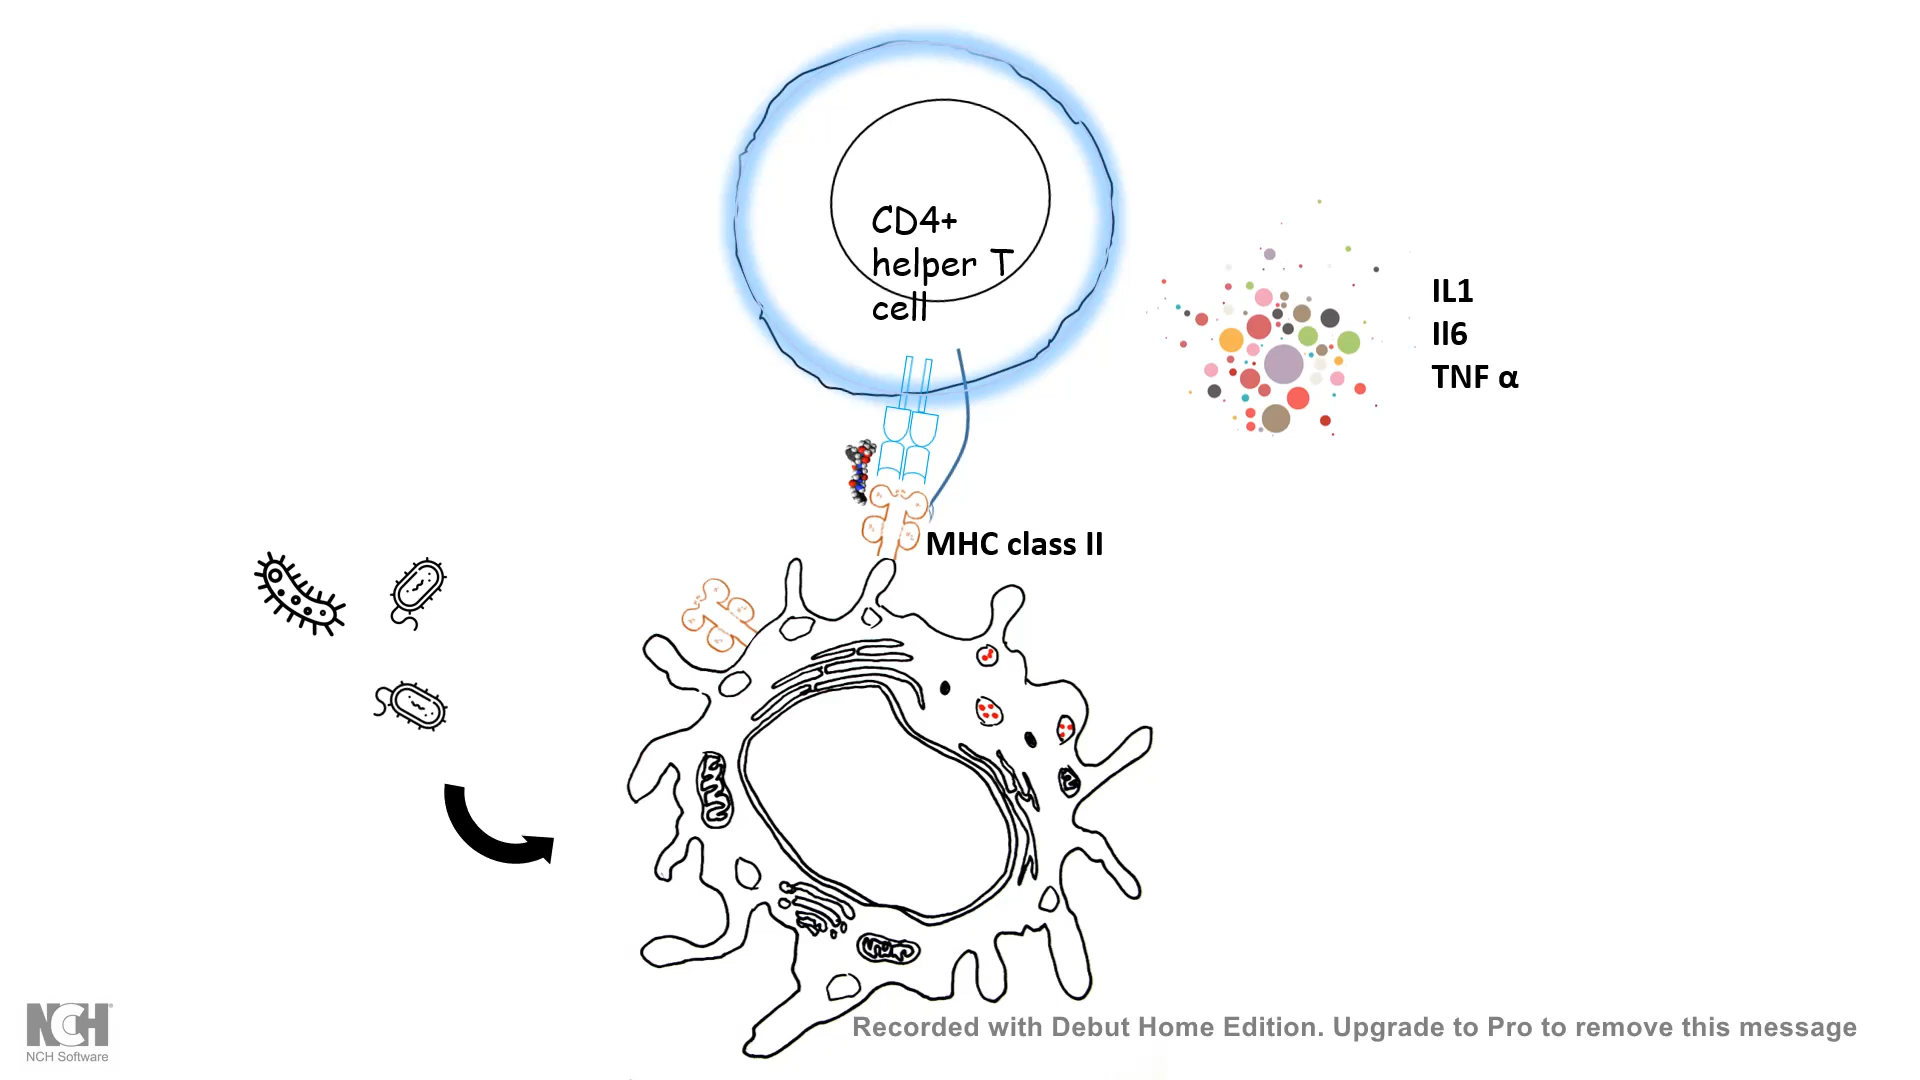 CD4+
helper T
cell
IL1
Il6
TNF α
MHC class II
NCH
NCH Software
Recorded with Debut Home Edition. Upgrade to Pro to remove this message